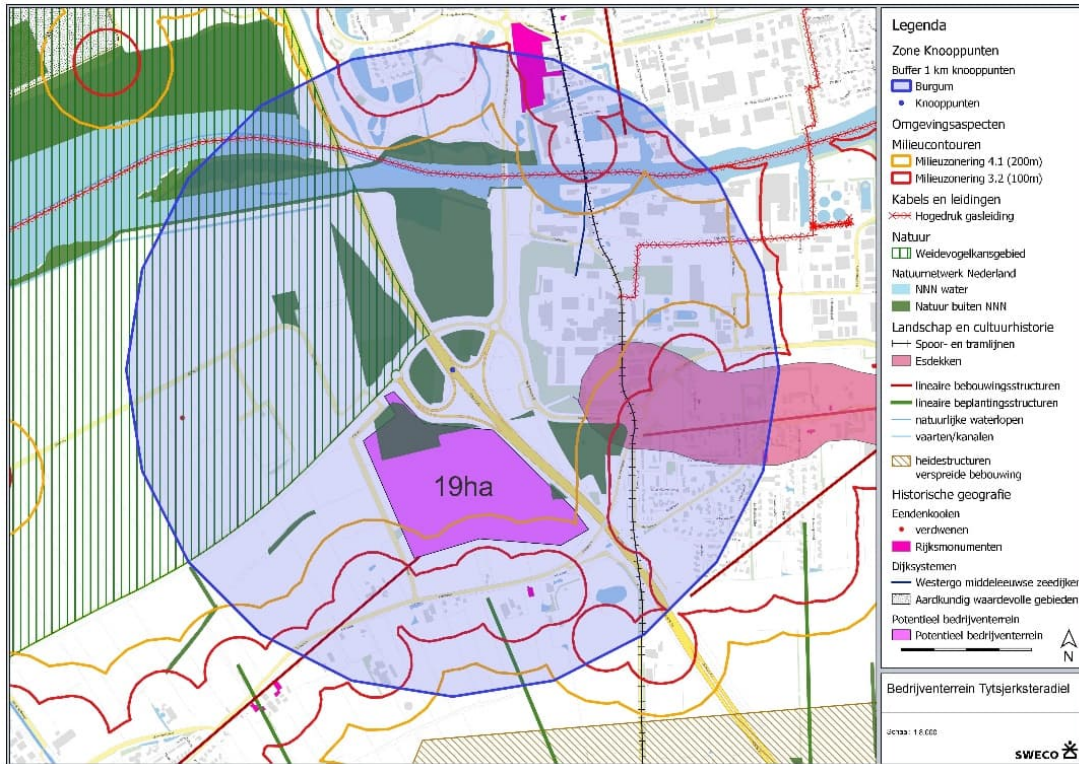 19ha
Legenda
Zone Knooppunten
Buffer 1 km knooppunten
Burgum
Knooppunten
Omgevingsaspecten
Milieucontouren
Milieuzonering 4.1 (200m)
Milieuzonering 3.2 (100m)
Kabels en leidingen
Hogedruk gasleiding
Natuur
Weidevogelkansgebied
Natuurnetwerk Nederland
NNN water
Natuur buiten NNN
Landschap en cultuurhistorie
Spoor- en tramlijnen
Esdekken
lineaire bebouwingsstructuren
lineaire beplantingsstructuren
natuurlijke waterlopen
vaarten/kanalen
heidestructuren
verspreide bebouwing
Historische geografie
Eendenkooien
verdwenen
Rijksmonumenten
Dijksystemen
Westergo middeleeuwse zeedijken
Aardkundig waardevolle gebieden
Potentieel bedrijventerrein
Potentieel bedrijventerrein
N
Bedrijventerrein Tytsjerksteradiel
Schaal: 1:8.000
SWECO